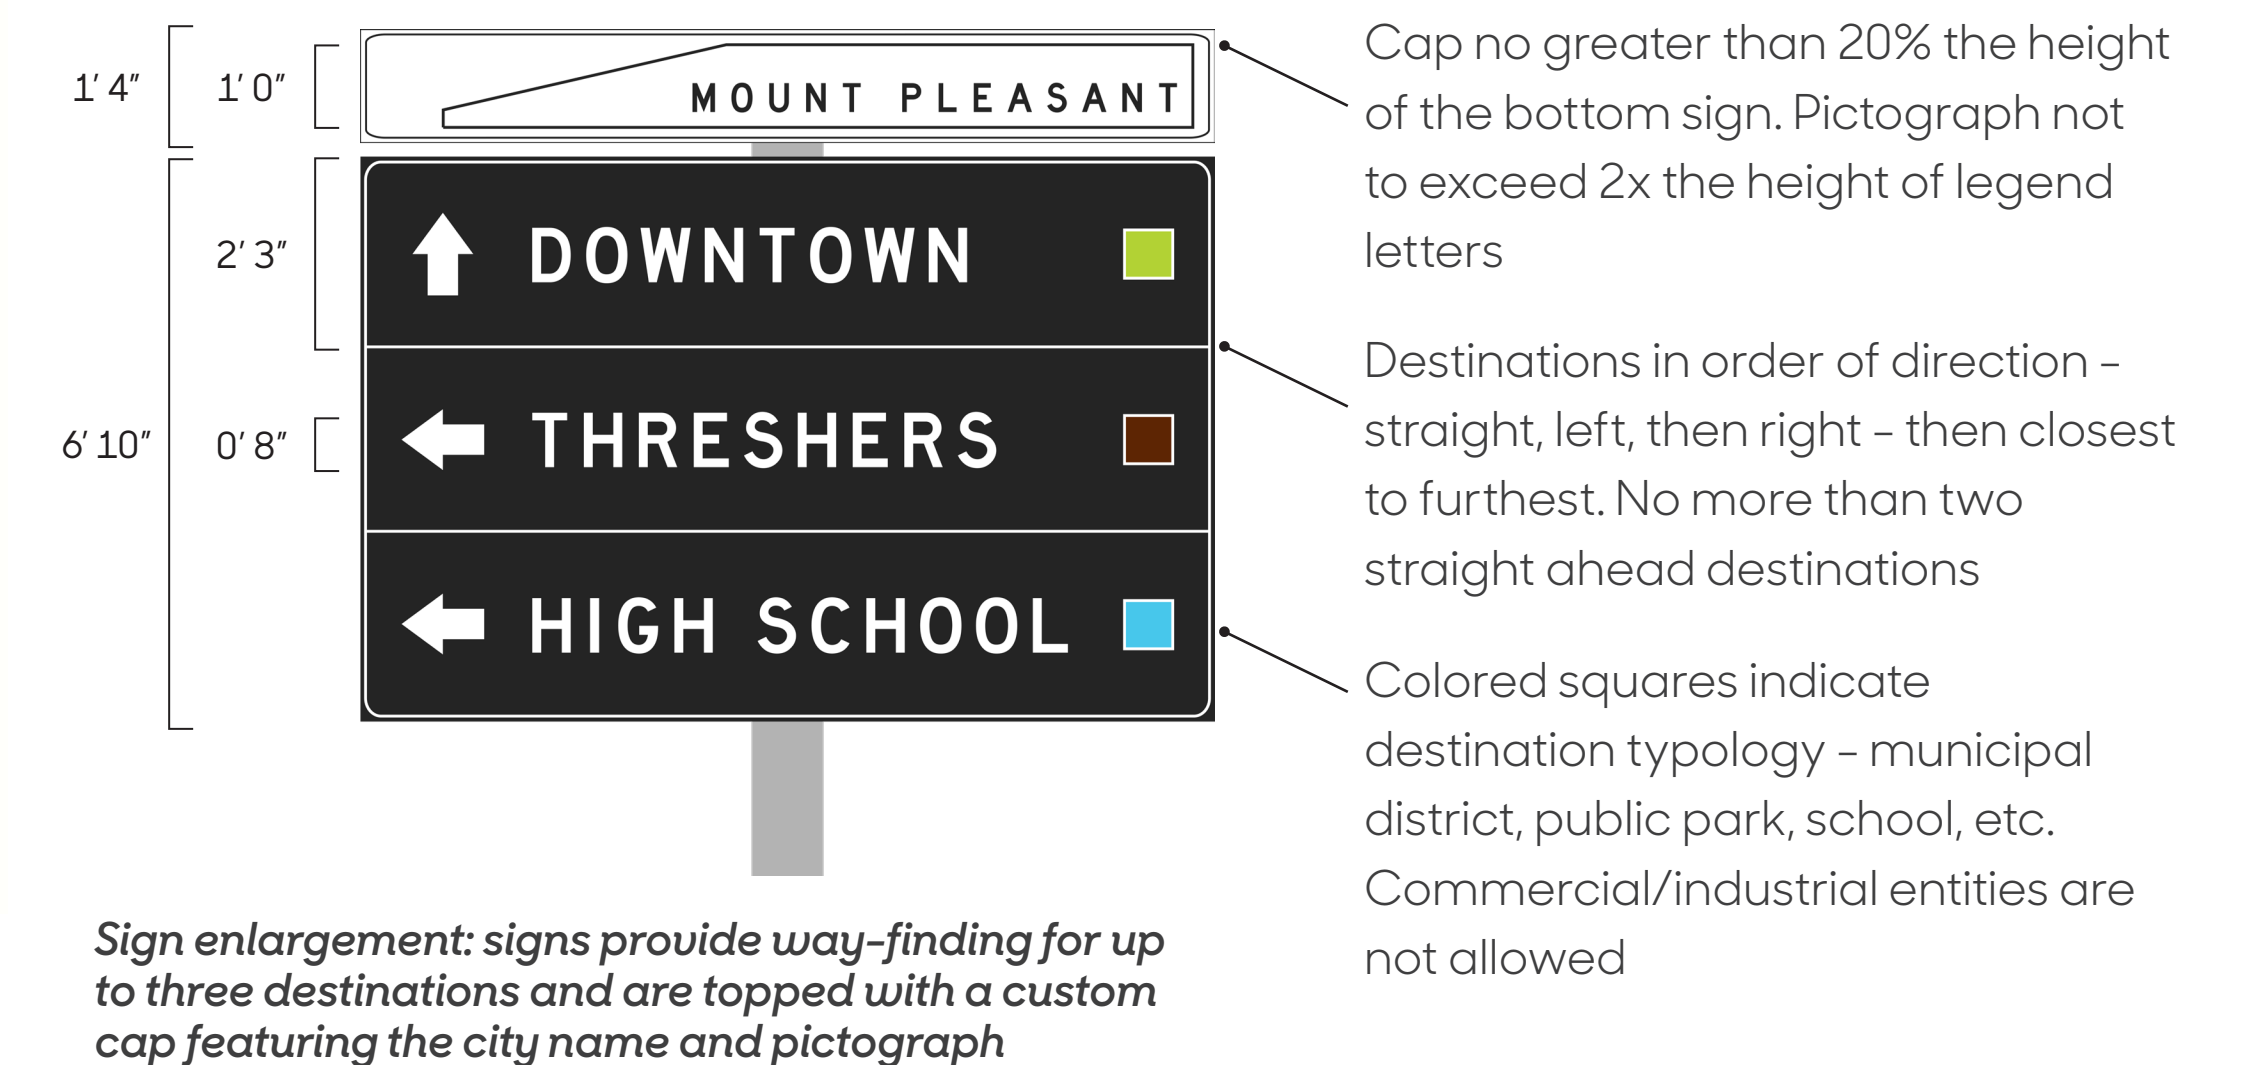 1′ 4″
1′ 0″
MOUNT PLEASANT
2′ 3″
DOWNTOWN
6′ 10″
0′ 8″
THRESHERS
HIGH SCHOOL
Sign enlargement: signs provide way-finding for up
to three destinations and are topped with a custom
cap featuring the city name and pictograph
Cap no greater than 20% the height
of the bottom sign. Pictograph not
to exceed 2x the height of legend
letters
Destinations in order of direction –
straight, left, then right – then closest
to furthest. No more than two
straight ahead destinations
Colored squares indicate
destination typology – municipal
district, public park, school, etc.
Commercial/industrial entities are
not allowed